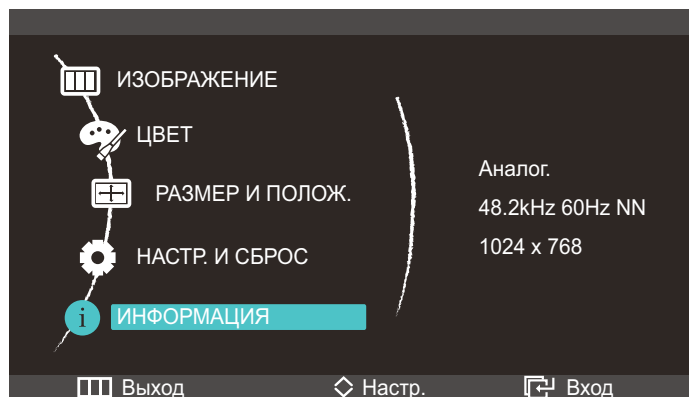 ИЗОБРАЖЕНИЕ
ЦВЕТ
РАЗМЕР И ПОЛОЖ.
НАСТР. И СБРОС
i ИНФОРМАЦИЯ
Аналог.
48.2kHz 60Hz NN
1024 x 768
Выход
Настр.
Вход